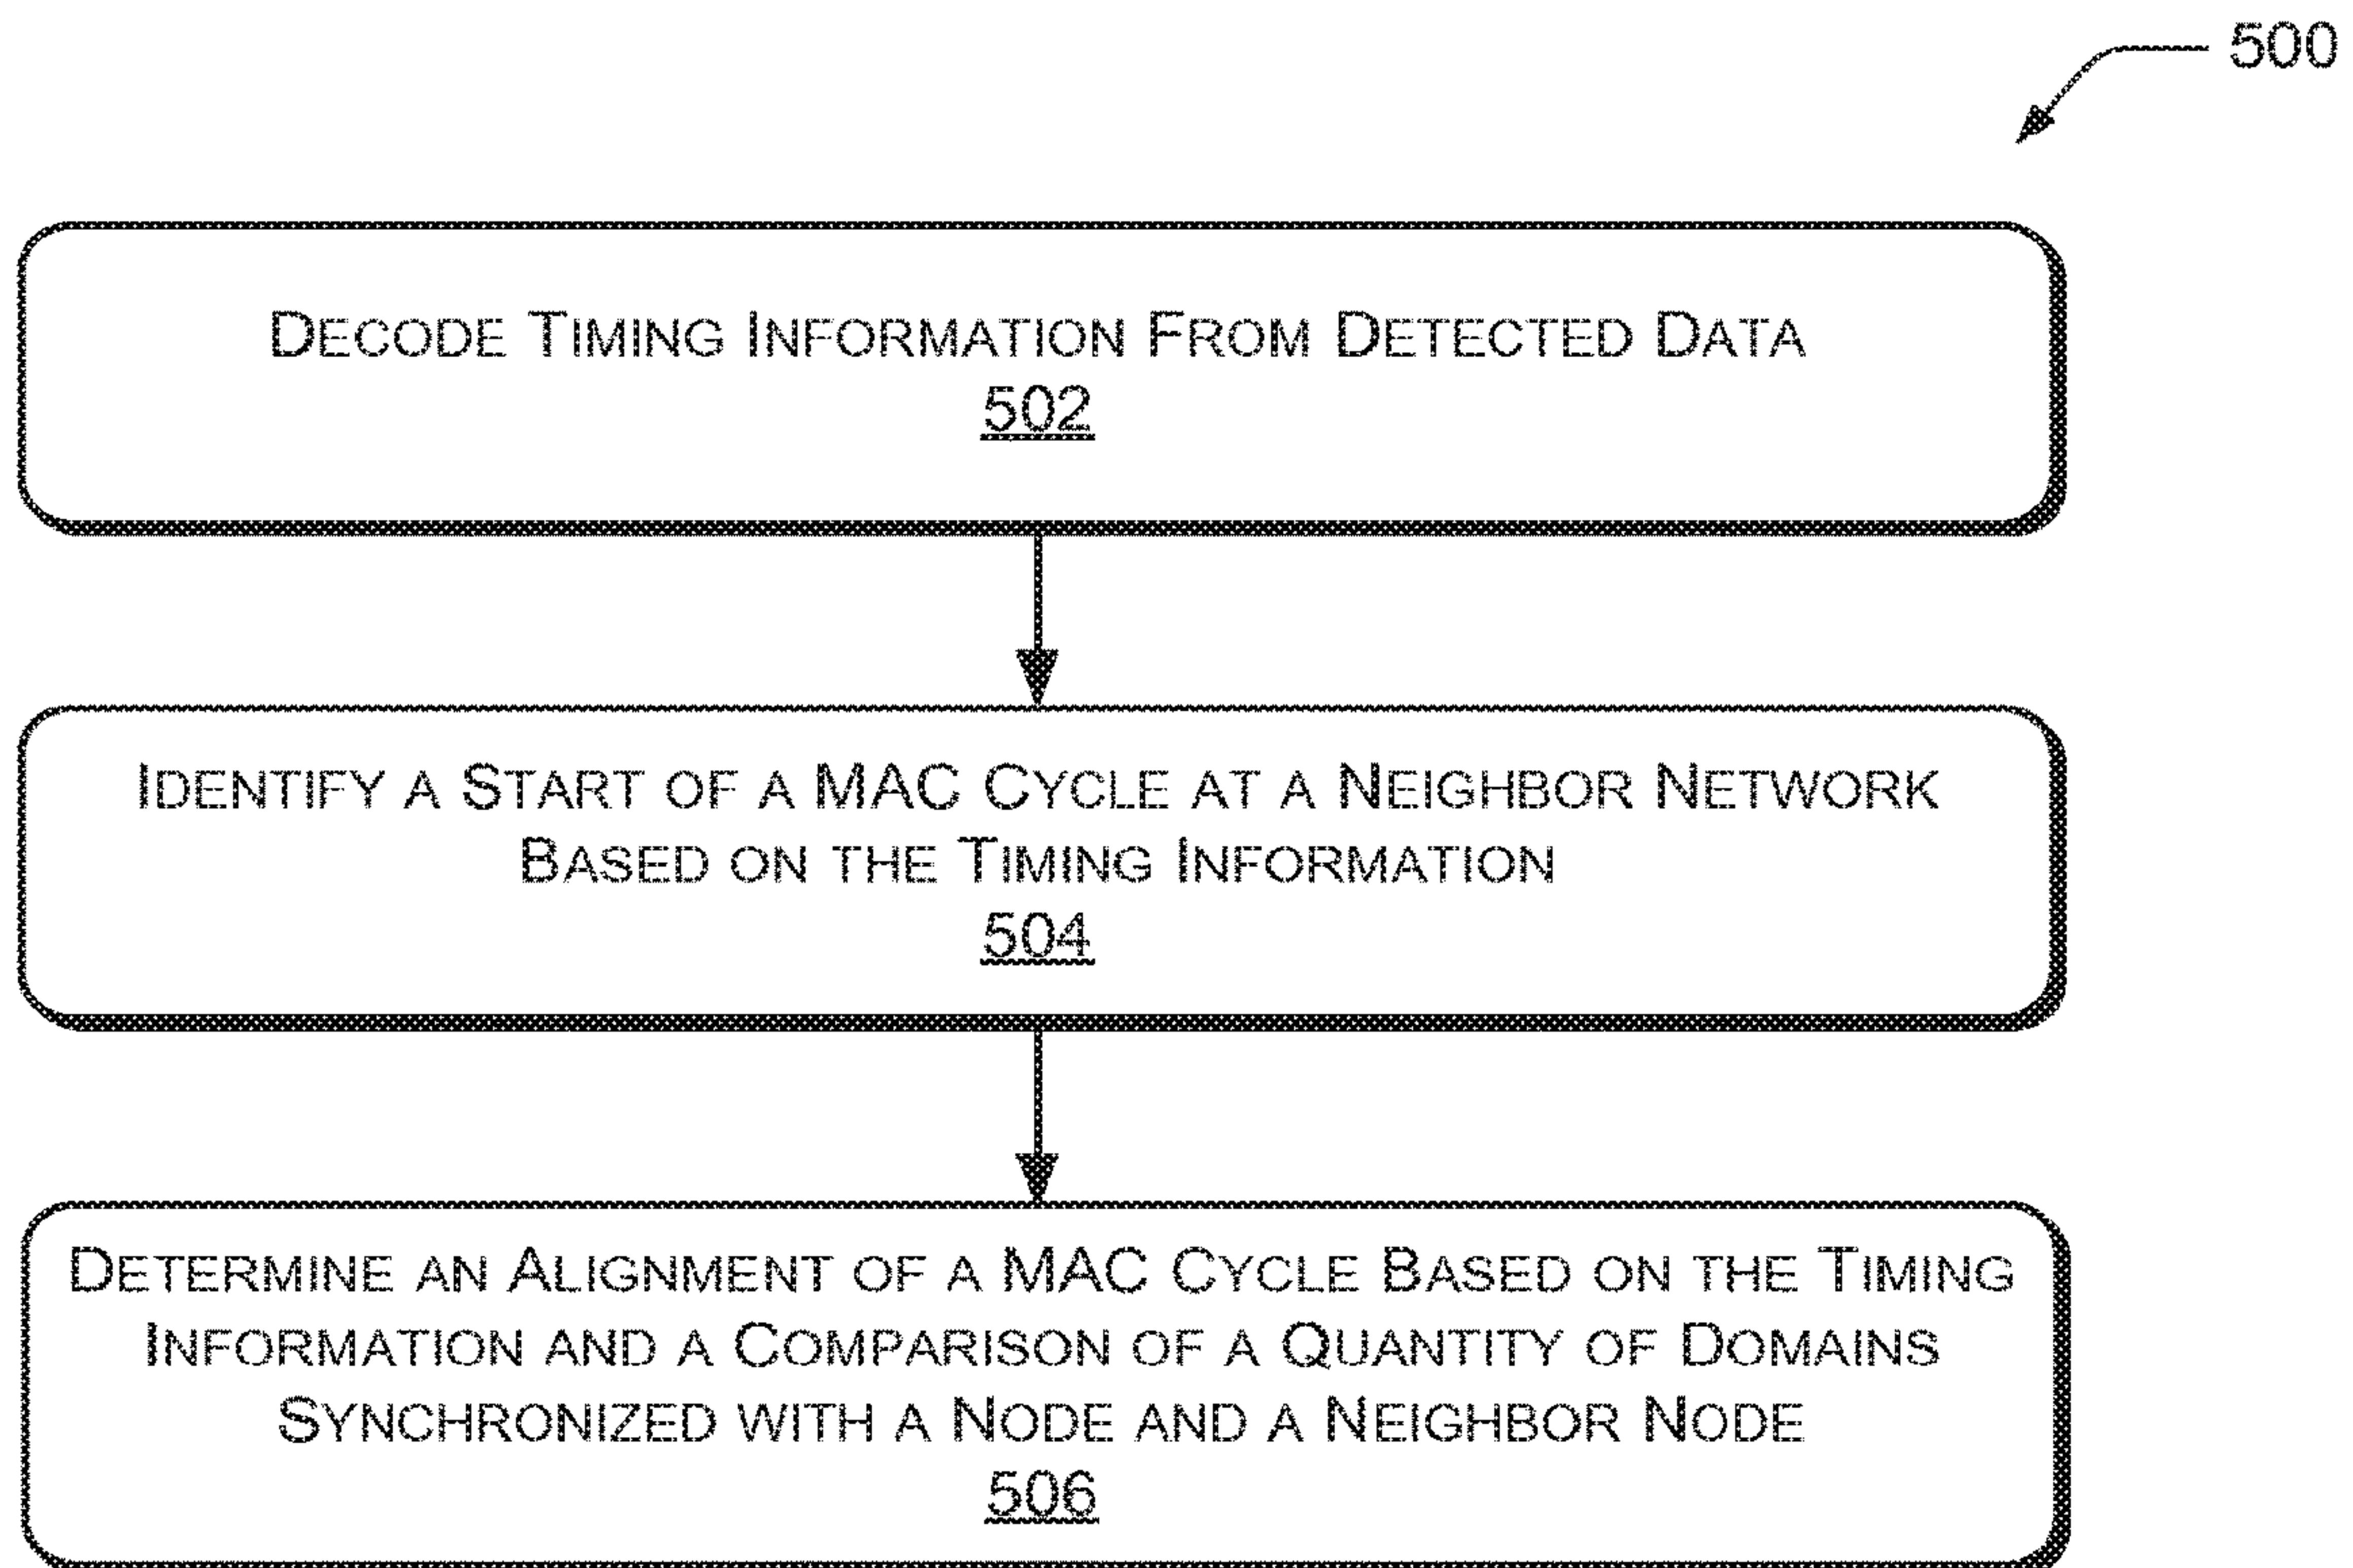 500
DECODE TIMING INFORMATION FROM DETECTED DATA
502
IDENTIFY A START OF A MAC CYCLE AT A NEIGHBOR NETWORK
BASED ON THE TIMING INFORMATION
504
DETERMINE AN ALIGNMENT OF A MAC CYCLE BASED ON THE TIMING
INFORMATION AND A COMPARISON OF A QUANTITY OF DOMAINS
SYNCHRONIZED WITH A NODE AND A NEIGHBOR NODE
506